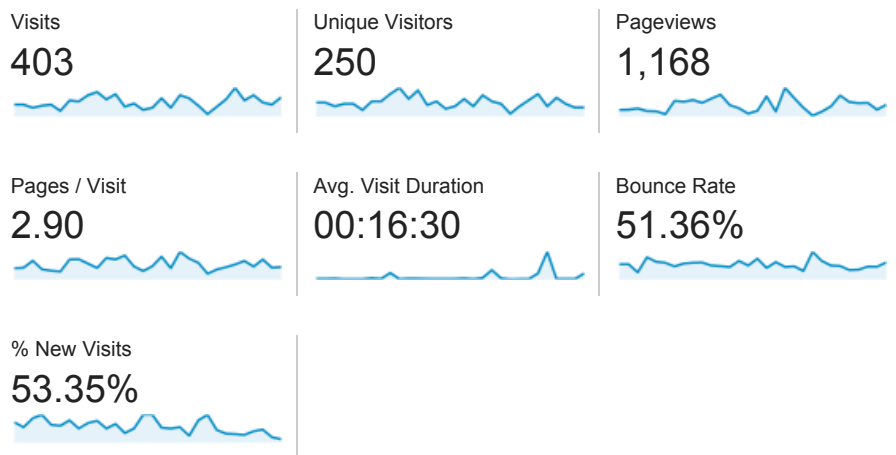 Visits
403
Unique Visitors
250
Pageviews
1,168
Pages / Visit
2.90
Avg. Visit Duration
00:16:30
Bounce Rate
51.36%
% New Visits
53.35%